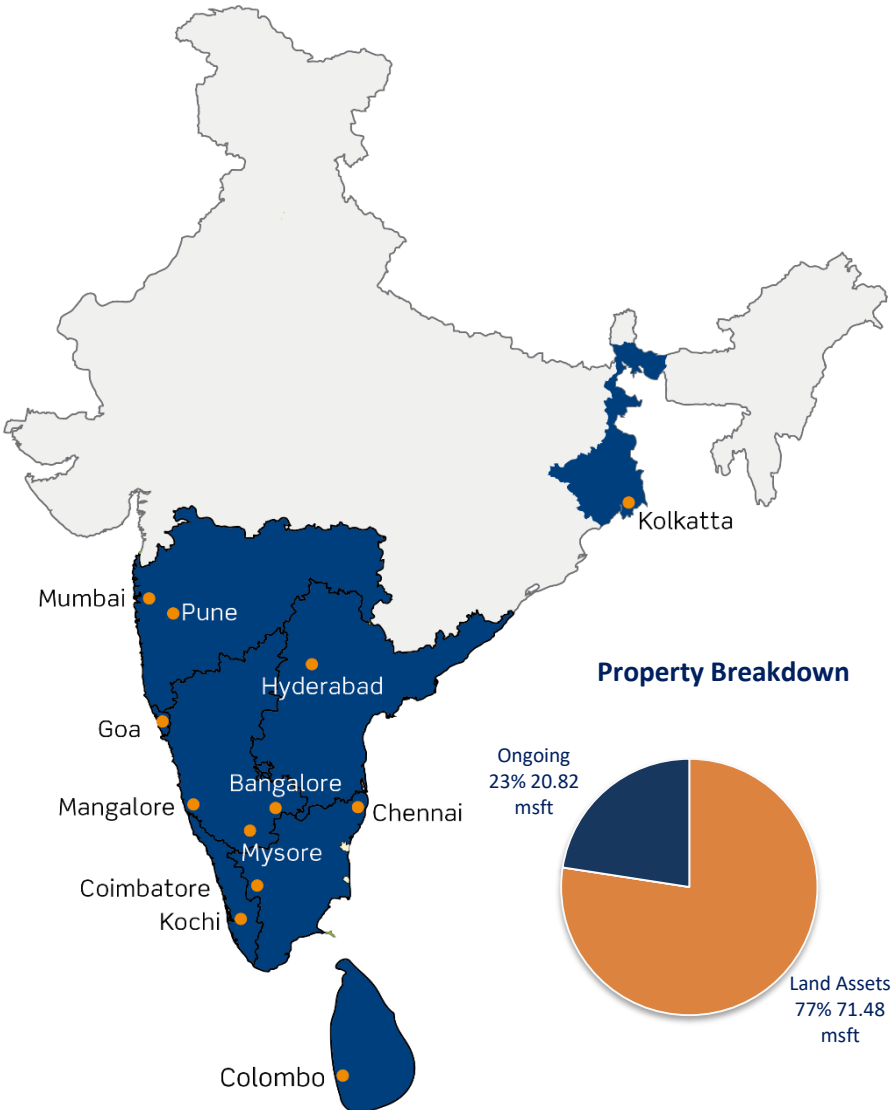 Kolkatta
Mumbai
Pune
Hyderabad
Goa
Bangalore
Mangalore
Chennai
Mysore
Coimbatore
Kochi
Colombo
Property Breakdown
Ongoing
23% 20.82
msft
Land Assets
77% 71.48
msft